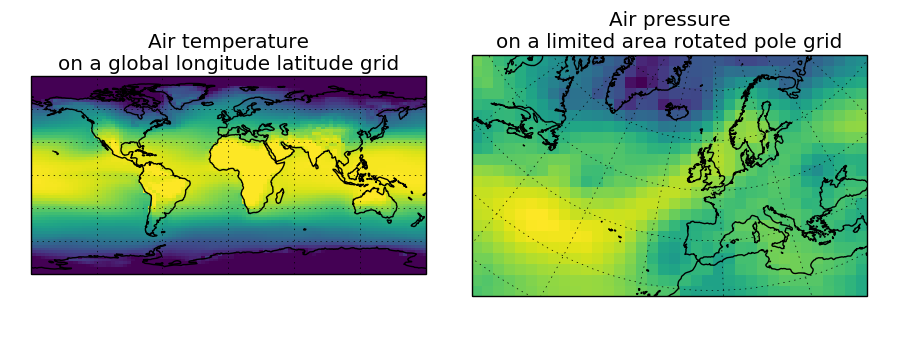 Air temperature
on a global longitude latitude grid
Air pressure
on a limited area rotated pole grid